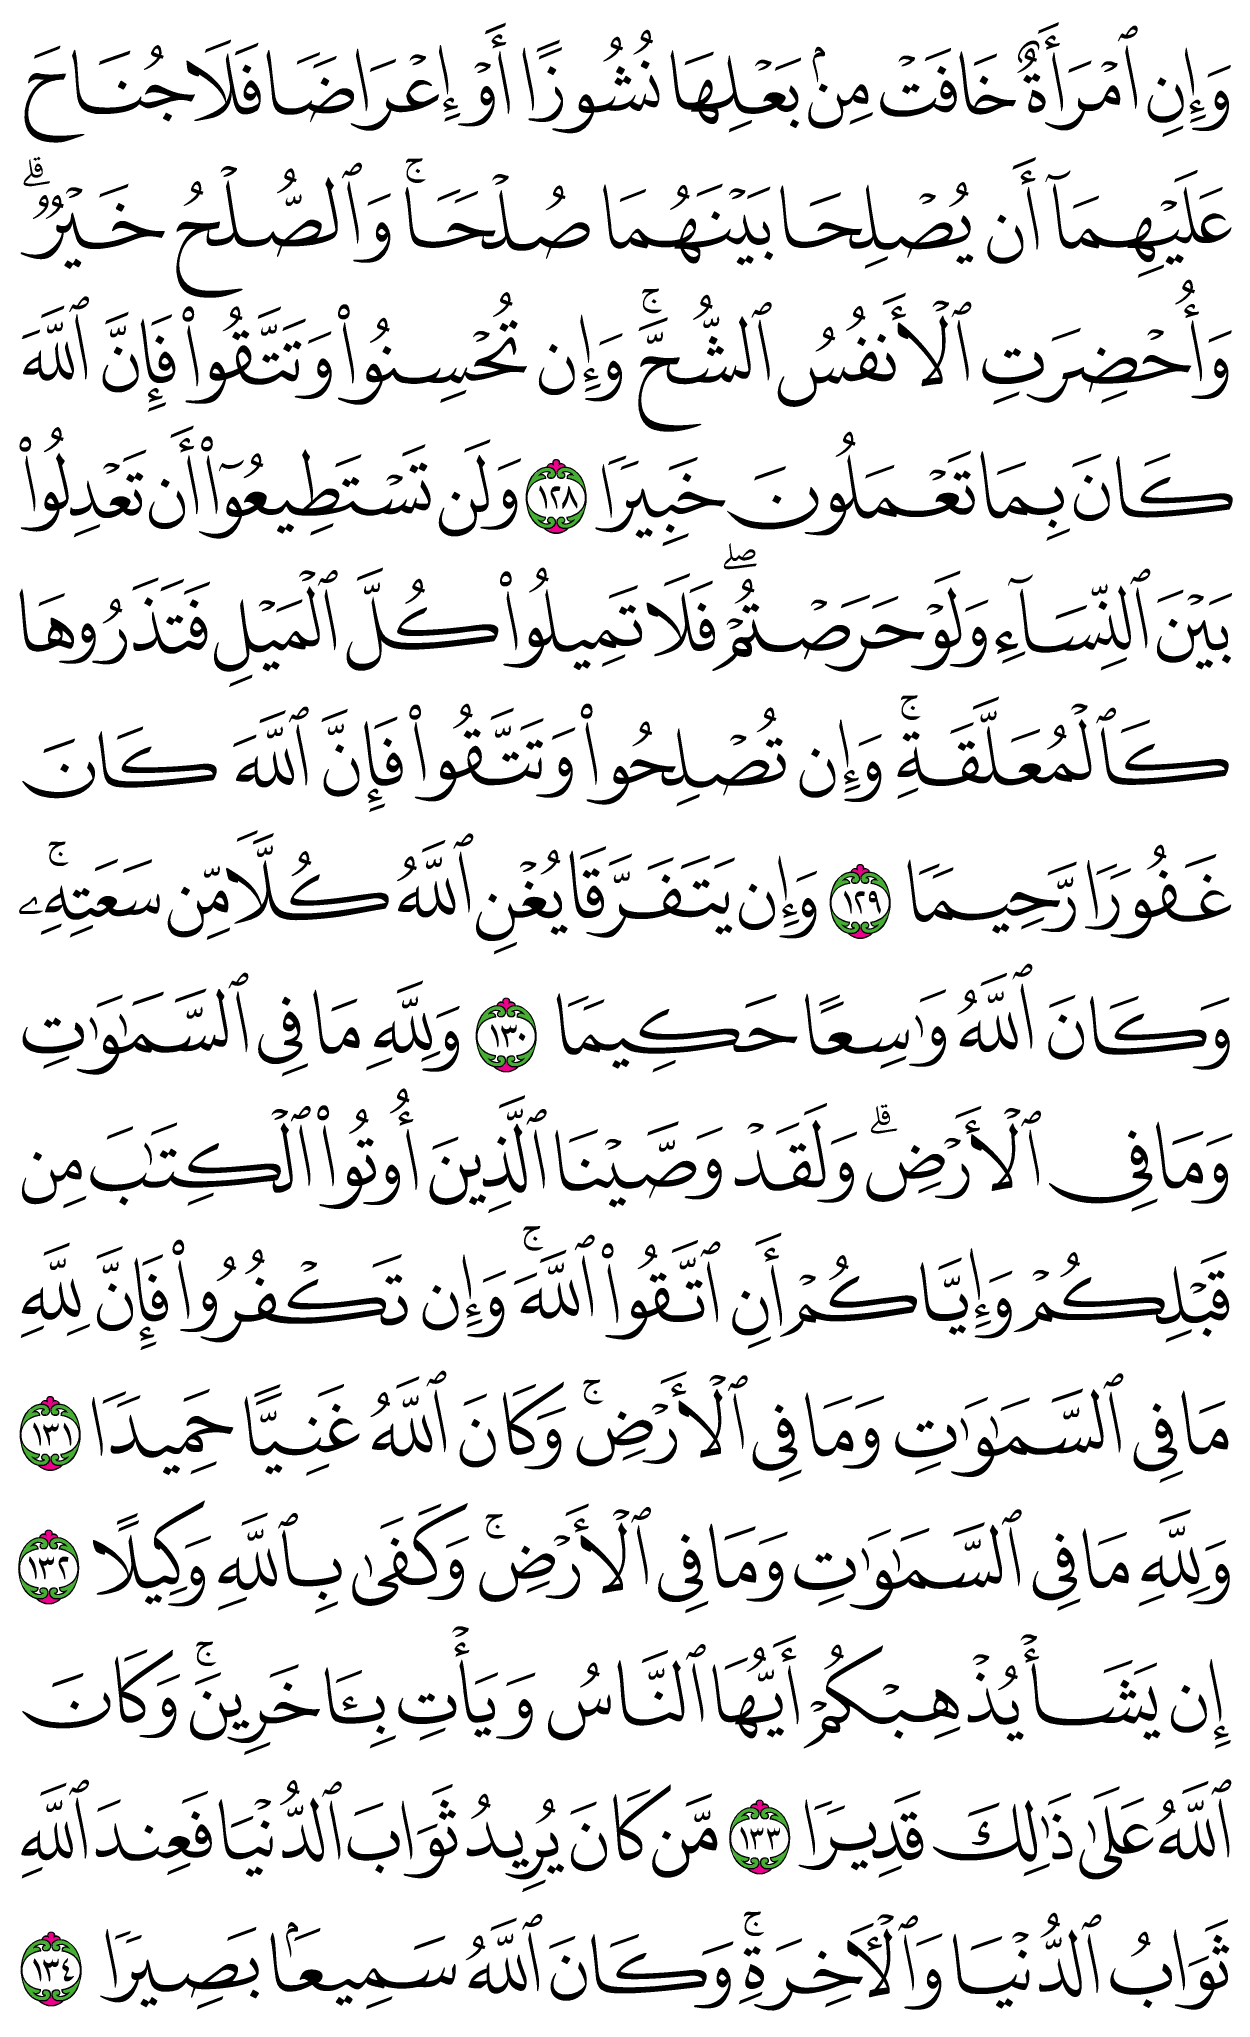 وَإِنِ ٱمْرَأَةٌ خَافَتْ مِنۢ بَعْلِهَا نُشُوزًا أَوْ إِعْرَاضًا فَلَا جُنَاحَ
عَلَيْهِمَآ أَن يُصْلِحَا بَيْنَهُمَا صُلْحًا ۚ وَٱلصُّلْحُ خَيْرٌ ۗ
وَأُحْضِرَتِ ٱلْأَنفُسُ ٱلشُّحَّ ۚ وَإِن تُحْسِنُوا۟ وَتَتَّقُوا۟ فَإِنَّ ٱللَّهَ
كَانَ بِمَا تَعْمَلُونَ خَبِيرًا ١٢٨ وَلَن تَسْتَطِيعُوٓا۟ أَن تَعْدِلُوا۟
بَيْنَ ٱلنِّسَآءِ وَلَوْ حَرَصْتُمْ ۖ فَلَا تَمِيلُوا۟ كُلَّ ٱلْمَيْلِ فَتَذَرُوهَا
كَٱلْمُعَلَّقَةِ ۚ وَإِن تُصْلِحُوا۟ وَتَتَّقُوا۟ فَإِنَّ ٱللَّهَ كَانَ
غَفُورًا رَّحِيمًا ١٢٩ وَإِن يَتَفَرَّقَا يُغْنِ ٱللَّهُ كُلًّا مِّن سَعَتِهِۦ ۚ
وَكَانَ ٱللَّهُ وَٰسِعًا حَكِيمًا ١٣٠ وَلِلَّهِ مَا فِى ٱلسَّمَٰوَٰتِ
وَمَا فِى ٱلْأَرْضِ ۗ وَلَقَدْ وَصَّيْنَا ٱلَّذِينَ أُوتُوا۟ ٱلْكِتَٰبَ مِن
قَبْلِكُمْ وَإِيَّاكُمْ أَنِ ٱتَّقُوا۟ ٱللَّهَ ۚ وَإِن تَكْفُرُوا۟ فَإِنَّ لِلَّهِ
مَا فِى ٱلسَّمَٰوَٰتِ وَمَا فِى ٱلْأَرْضِ ۚ وَكَانَ ٱللَّهُ غَنِيًّا حَمِيدًا ١٣١
وَلِلَّهِ مَا فِى ٱلسَّمَٰوَٰتِ وَمَا فِى ٱلْأَرْضِ ۚ وَكَفَىٰ بِٱللَّهِ وَكِيلًا ١٣٢
إِن يَشَأْ يُذْهِبْكُمْ أَيُّهَا ٱلنَّاسُ وَيَأْتِ بِـَٔاخَرِينَ ۚ وَكَانَ
ٱللَّهُ عَلَىٰ ذَٰلِكَ قَدِيرًا ١٣٣ مَّن كَانَ يُرِيدُ ثَوَابَ ٱلدُّنْيَا فَعِندَ ٱللَّهِ
ثَوَابُ ٱلدُّنْيَا وَٱلْـَٔاخِرَةِ ۚ وَكَانَ ٱللَّهُ سَمِيعًۢا بَصِيرًا ١٣٤